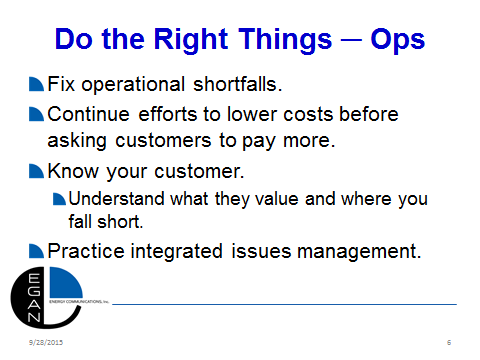 Do the Right Things — Ops
Fix operational shortfalls.
Continue efforts to lower costs before
asking customers to pay more.
Know your customer.
Understand what they value and where you
fall short.
Practice integrated issues management.
EGAN
ENERGY COMMUNICATIONS, Inc.
9/28/2015
6